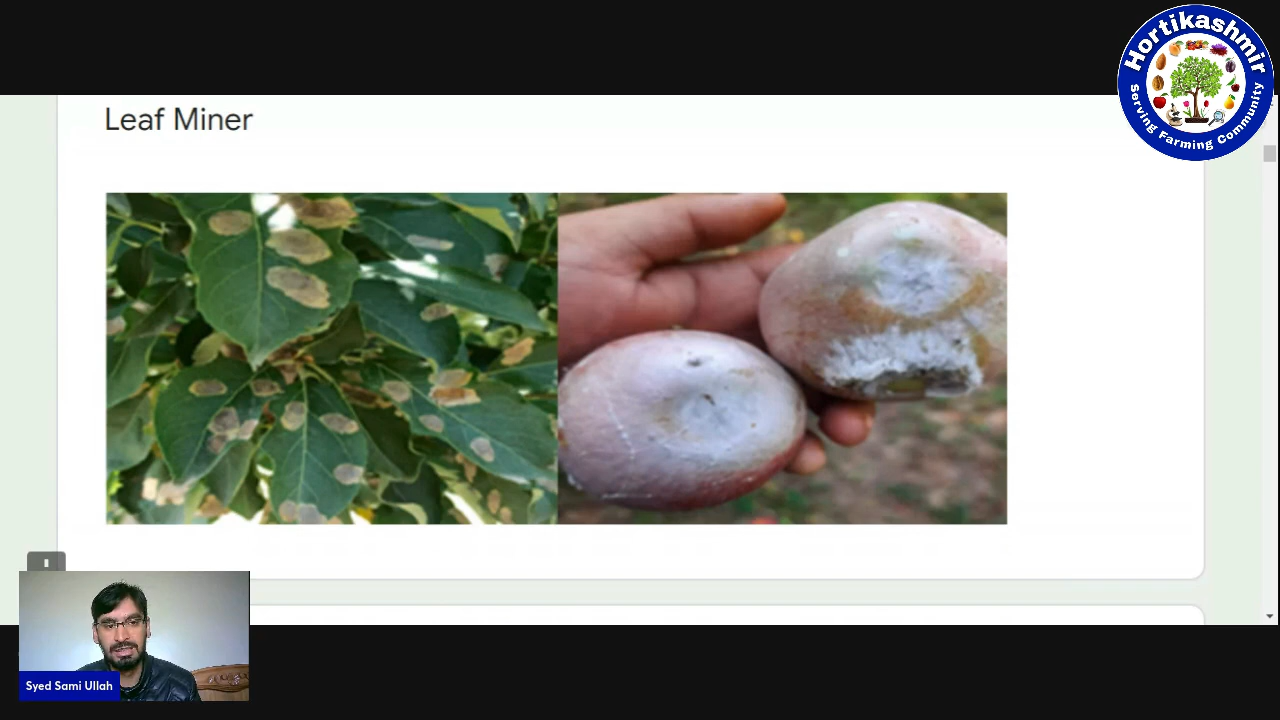 Hortikashmir
Serving Farming Community
Leaf Miner
Syed Sami Ullah